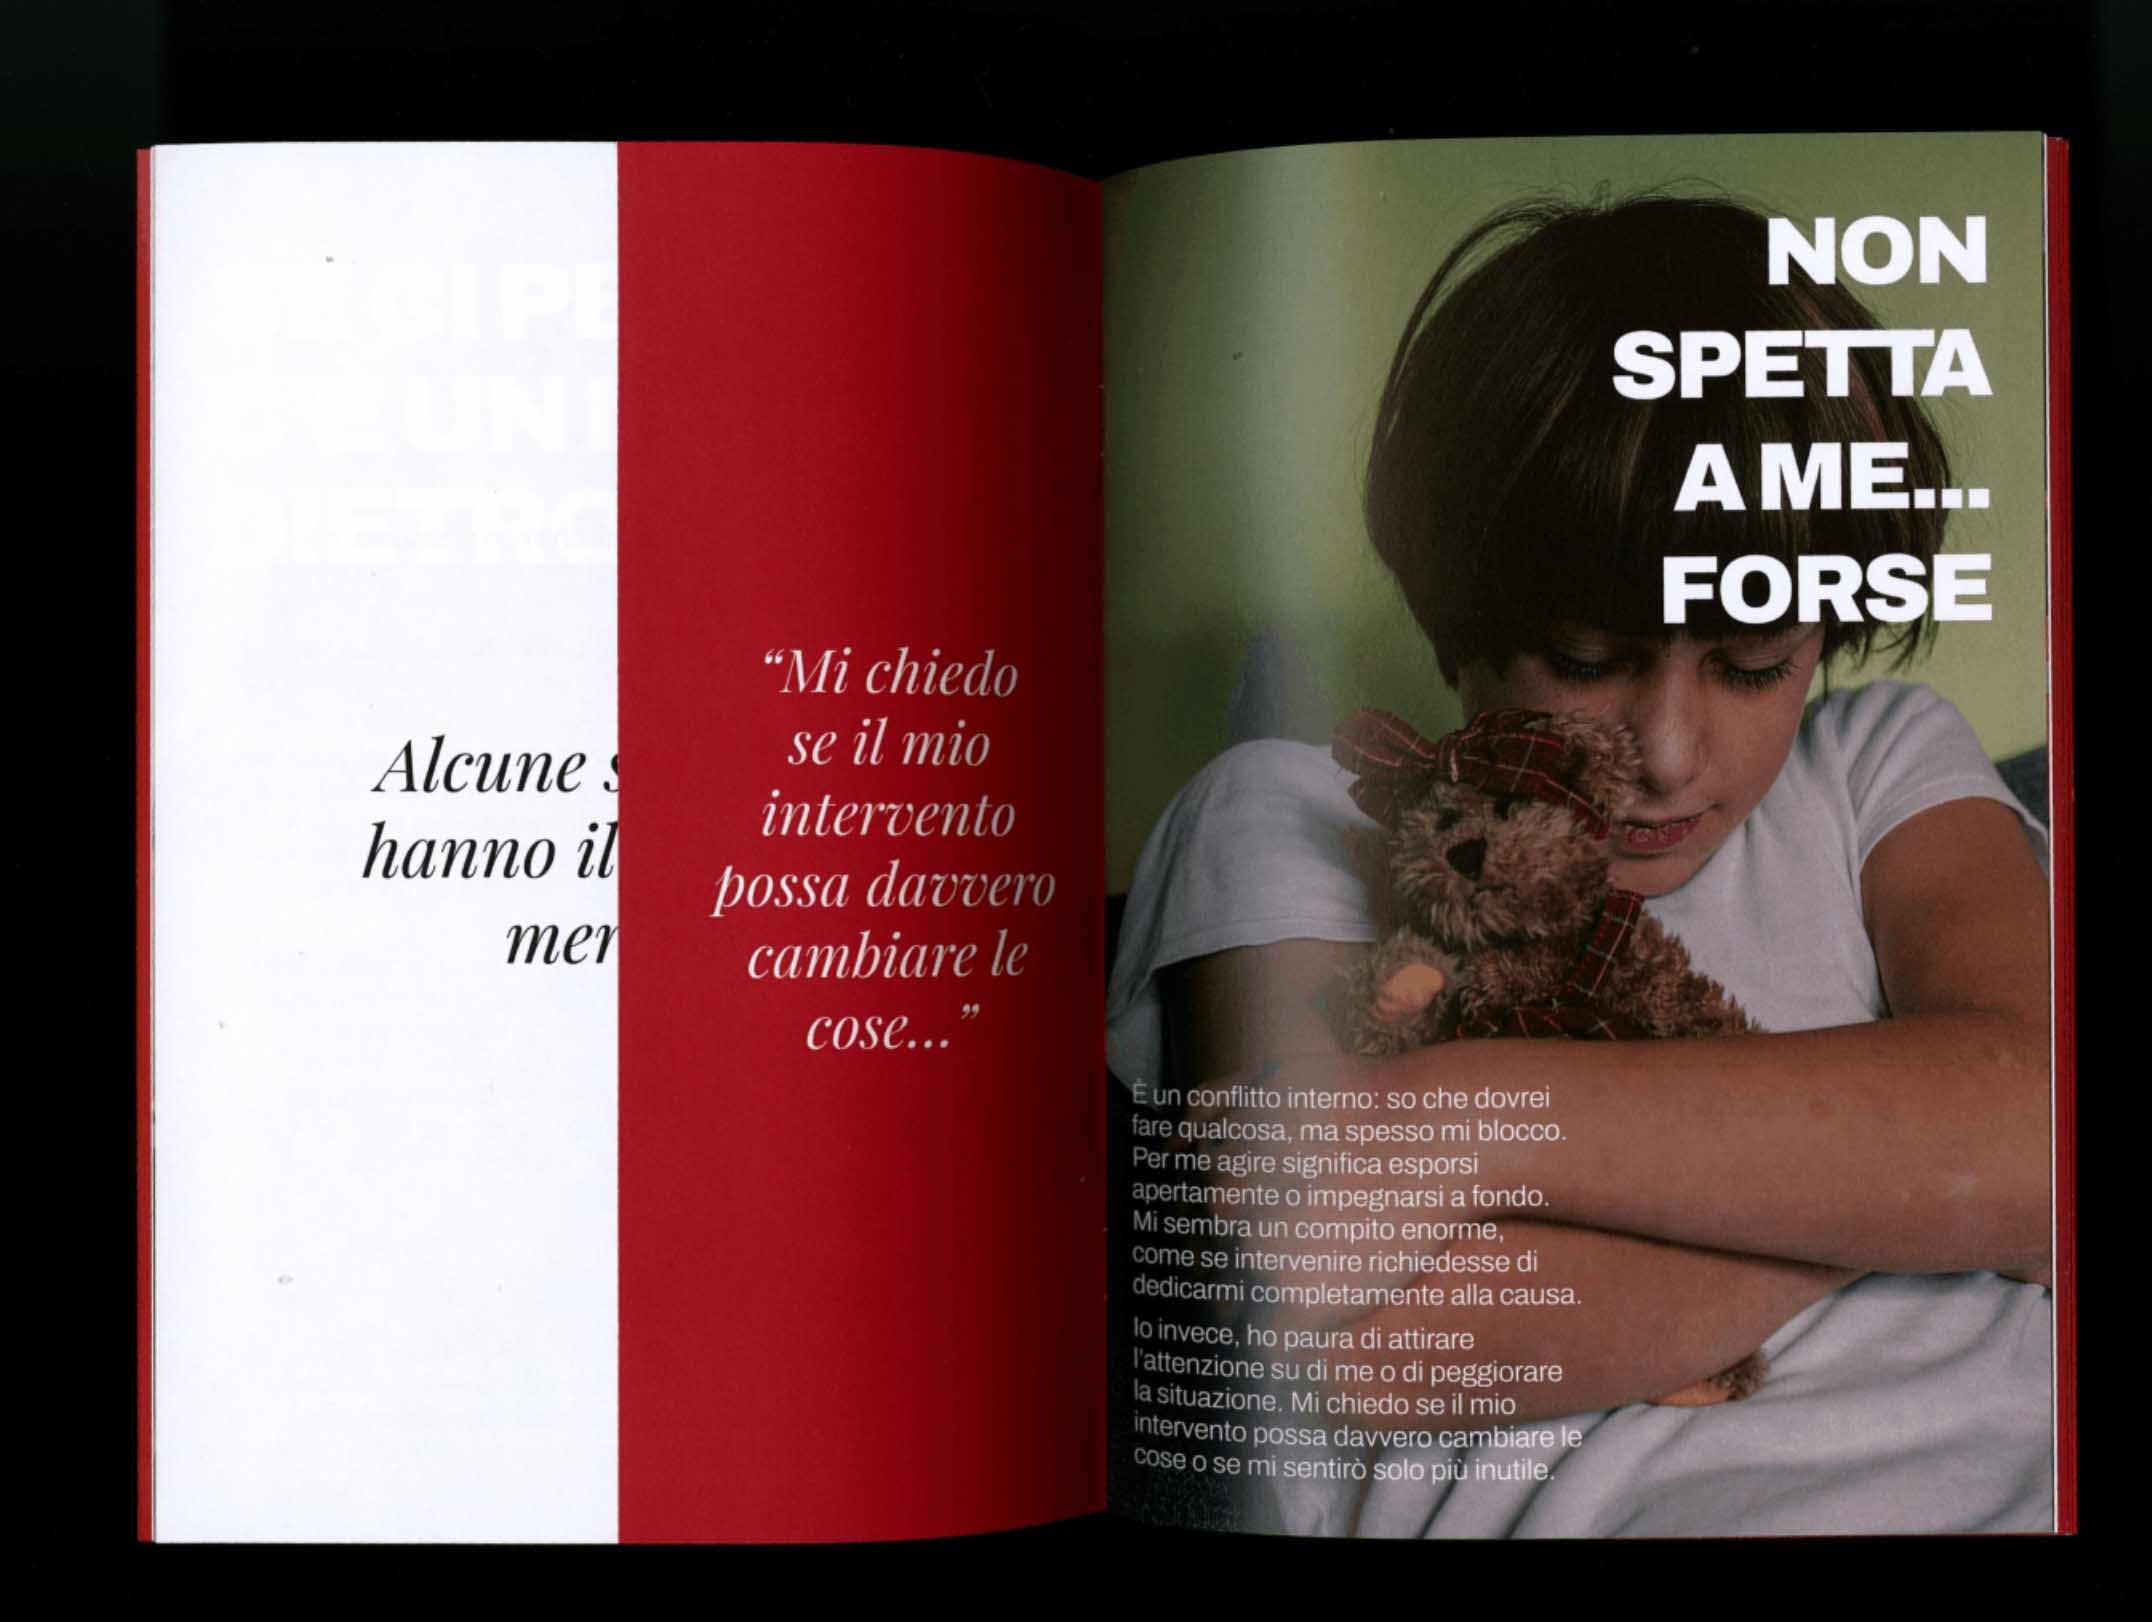 Alcune s
hanno il
mer
“Mi chiedo
se il mio
intervento
possa davvero
cambiare le
cose...”
NON
SPETTA
A ME...
FORSE
È un conflitto interno: so che dovrei
fare qualcosa, ma spesso mi blocco.
Per me agire significa esporsi
apertamente o impegnarsi a fondo.
Mi sembra un compito enorme,
come se intervenire richiedesse di
dedicarmi completamente alla causa.
Io invece, ho paura di attirare
l'attenzione su di me o di peggiorare
la situazione. Mi chiedo se il mio
intervento possa davvero cambiare le
cose o se mi sentirò solo più inutile.